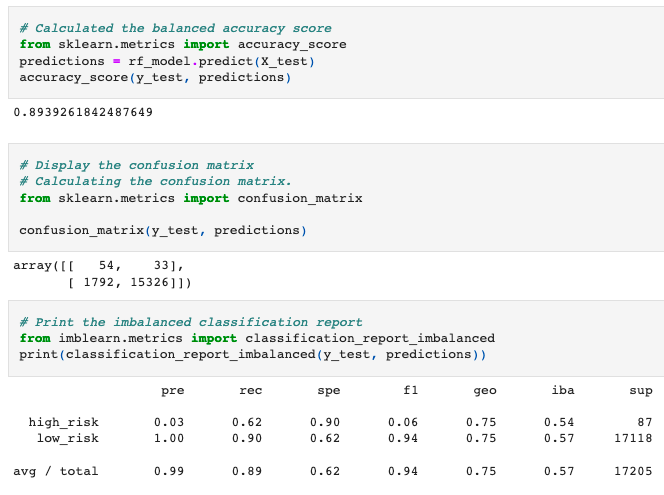 # Calculated the balanced accuracy score
from sklearn.metrics import accuracy_score
predictions = rf_model.predict(X_test)
accuracy_score(y_test, predictions)
0.8939261842487649
# Display the confusion matrix
# Calculating the confusion matrix.
from sklearn.metrics import confusion_matrix
confusion_matrix(y_test, predictions)
array([[   54,    33],
       [ 1792, 15326]])
# Print the imbalanced classification report
from imblearn.metrics import classification_report_imbalanced
print(classification_report_imbalanced(y_test, predictions))
pre rec spe f1 geo iba sup
high_risk 0.03 0.62 0.90 0.06 0.75 0.54 87
low_risk 1.00 0.90 0.62 0.94 0.75 0.57 17118
avg / total 0.99 0.89 0.62 0.94 0.75 0.57 17205